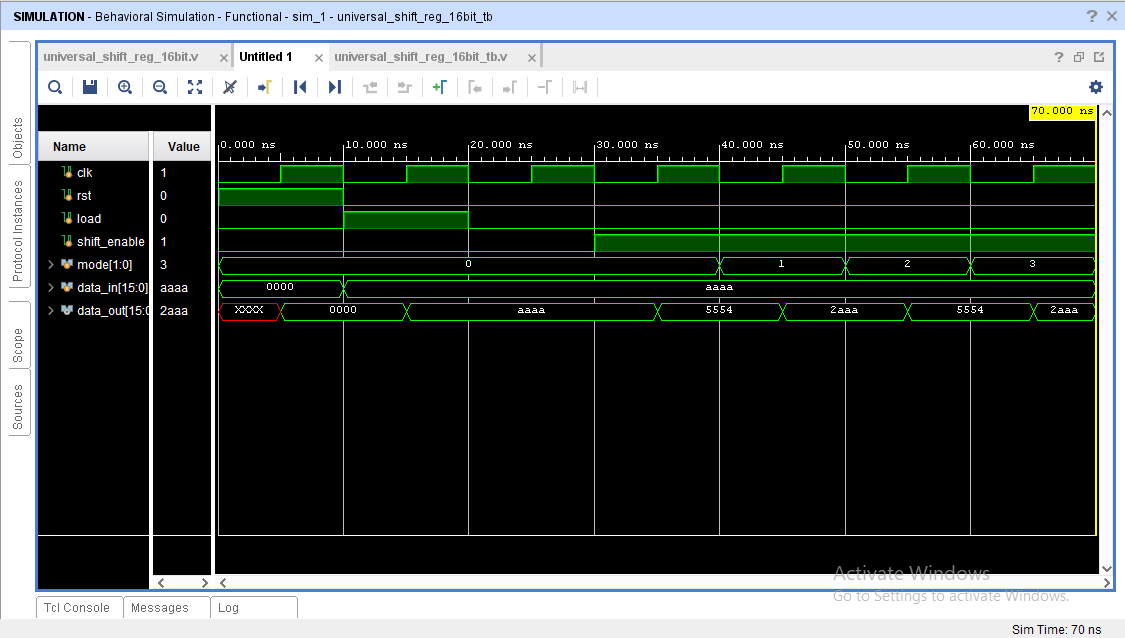 SIMULATION - Behavioral Simulation - Functional - sim_1 - universal_shift_reg_16bit_tb
universal_shift_reg_16bit.v
Untitled 1
universal_shift_reg_16bit_tb.v
Objects
Protocol Instances
Scope
Sources
70.000 ns
Name Value
0.000 ns 10.000 ns 20.000 ns 30.000 ns 40.000 ns 50.000 ns 60.000 ns
clk 1
rst 0
load 0
shift_enable 1
mode[1:0] 3 0 1 2 3
data_in[15:0] aaaa 0000 aaaa
data_out[15:0 2aaa XXXX 0000 aaaa 5554 2aaa 5554 2aaa
Activate Windows
Go to Settings to activate Windows.
Tcl Console Messages Log
Sim Time: 70 ns